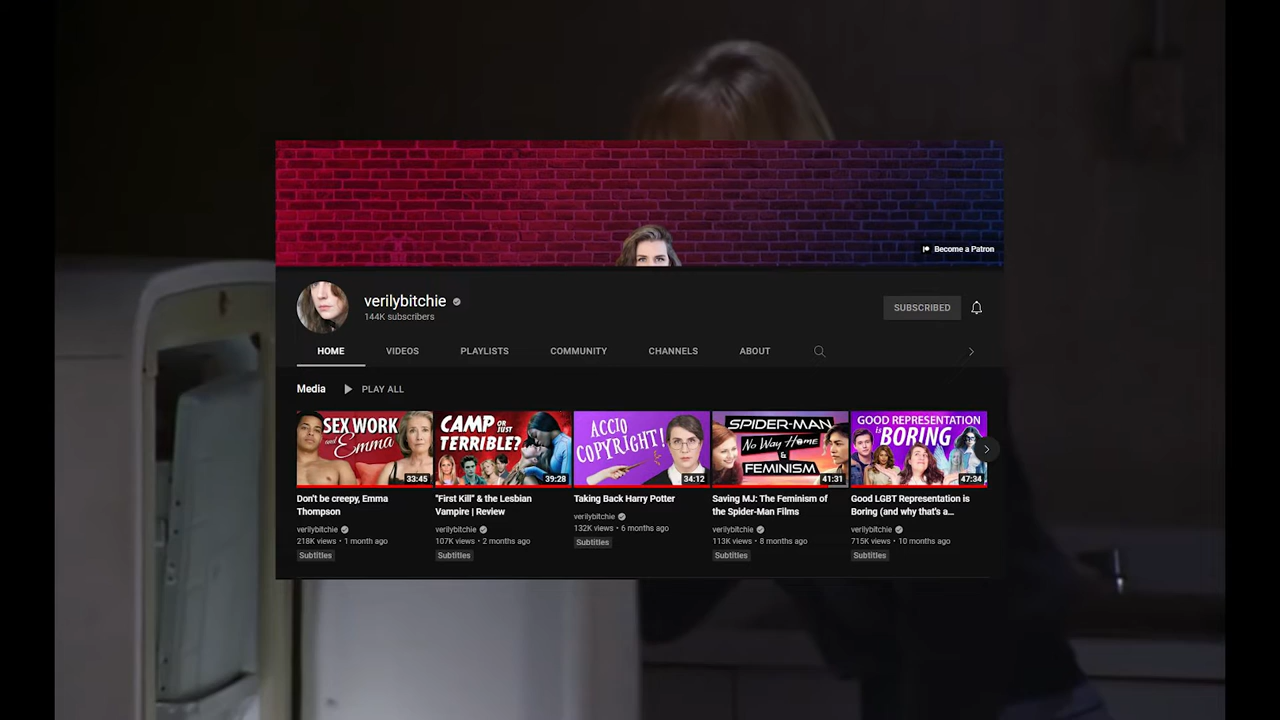 Become a Patron
verilybitchie
144K subscribers
SUBSCRIBED
HOME VIDEOS PLAYLISTS COMMUNITY CHANNELS ABOUT
Media PLAY ALL
SEX WORK
and Emma
33:45
Don't be creepy, Emma
Thompson
verilybitchie
218K views • 1 month ago
Subtitles
CAMP OR JUST
TERRIBLE?
39:28
"First Kill" & the Lesbian
Vampire | Review
verilybitchie
107K views • 2 months ago
Subtitles
ACCIO
COPYRIGHT!
34:12
Taking Back Harry Potter
verilybitchie
132K views • 6 months ago
Subtitles
SPIDER-MAN
No Way Home
&
FEMINISM
41:31
Saving MJ: The Feminism of
the Spider-Man Films
verilybitchie
113K views • 8 months ago
Subtitles
GOOD REPRESENTATION
is BORING
47:34
Good LGBT Representation is
Boring (and why that's a...
verilybitchie
715K views • 10 months ago
Subtitles